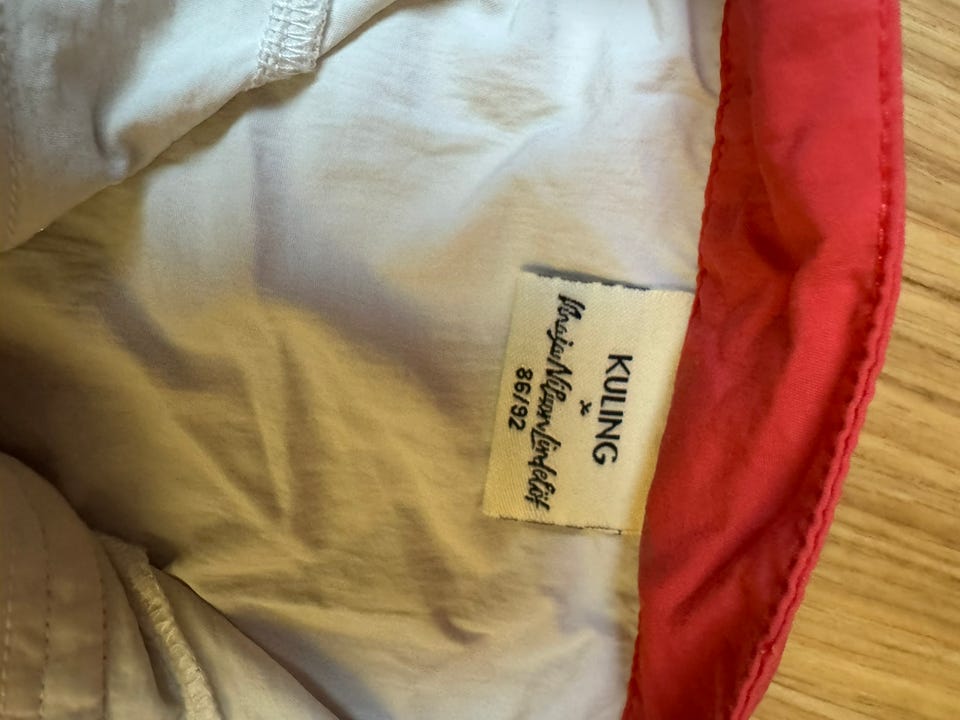 KULING
x
Maja Nilsson Lindelöf
86/92